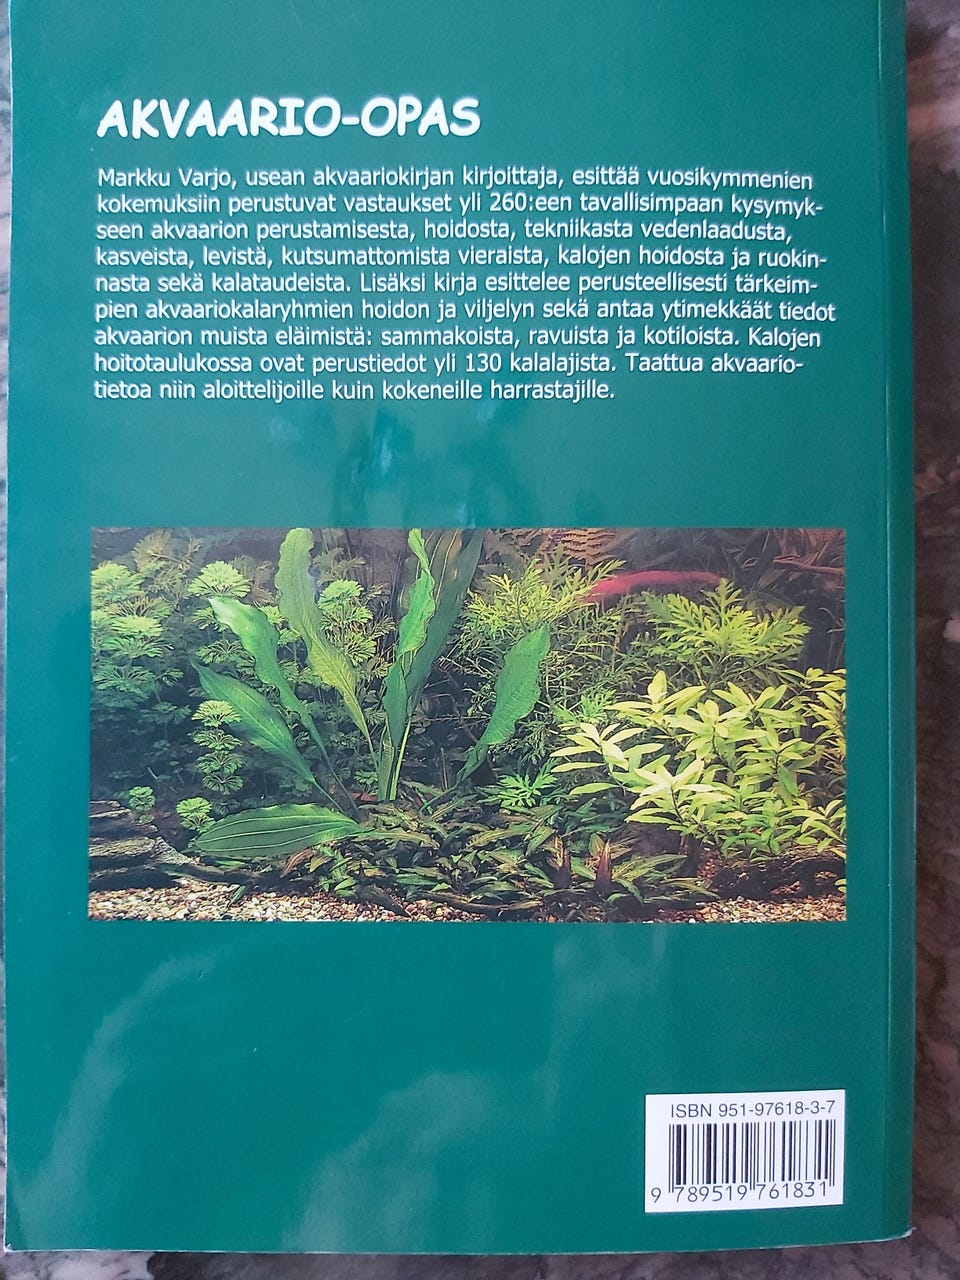 AKVAARIO-OPAS
Markku Varjo, usean akvaariokirjan kirjoittaja, esittää vuosikymmenien
kokemuksiin perustuvat vastaukset yli 260:een tavallisimpaan kysymyk-
seen akvaarion perustamisesta, hoidosta, tekniikasta vedenlaadusta,
kasveista, levistä, kutsumattomista vieraista, kalojen hoidosta ja ruokin-
nasta sekä kalataudeista. Lisäksi kirja esittelee perusteellisesti tärkeim-
pien akvaariokalaryhmien hoidon ja viljelyn sekä antaa ytimekkäät tiedot
akvaarion muista eläimistä: sammakoista, ravuista ja kotiloista. Kalojen
hoitotaulukossa ovat perustiedot yli 130 kalalajista. Taattua akvaario-
tietoa niin aloittelijoille kuin kokeneille harrastajille.
ISBN 951-97618-3-7
9 789519 761831